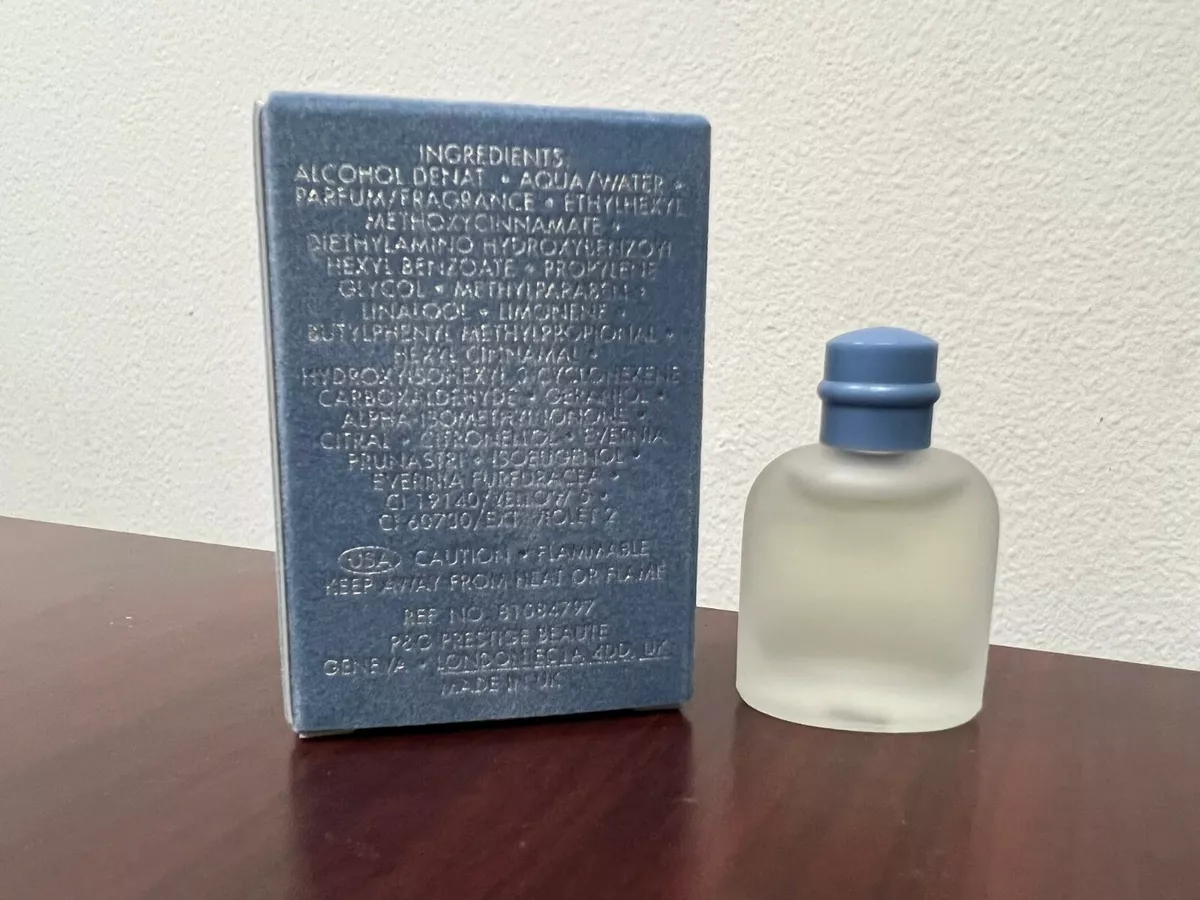 INGREDIENTS:
ALCOHOL DENAT • AQUA/WATER •
PARFUM/FRAGRANCE • ETHYLHEXYL
METHOXYCINNAMATE •
DIETHYLAMINO HYDROXYBENZOYL
HEXYL BENZOATE • PROPYLENE
GLYCOL • METHYLPARABEN •
LINALOOL • LIMONENE •
BUTYLPHENYL METHYLPROPIONAL •
HEXYL CINNAMAL •
HYDROXYISOHEXYL 3-CYCLOHEXENE
CARBOXALDEHYDE • GERANIOL •
ALPHA-ISOMETHYL IONONE •
CITRAL • CITRONELLOL • EVERNIA
PRUNASTRI • ISOEUGENOL •
EVERNIA FURFURACEA •
CI 19140/YELLOW 5 •
CI 60730/EXT. VIOLET 2
USA CAUTION • FLAMMABLE
KEEP AWAY FROM HEAT OR FLAME
REF NO. 81084797
P&G PRESTIGE BEAUTE
GENEVA • LONDON EC1A 4DD, UK
MADE IN UK